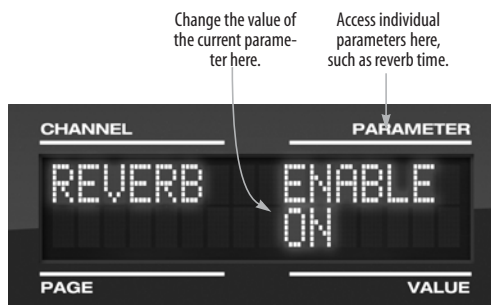 Change the value of
the current parame-
ter here.
Access individual
parameters here,
such as reverb time.
CHANNEL PARAMETER
REVERB ENABLE
ON
PAGE VALUE